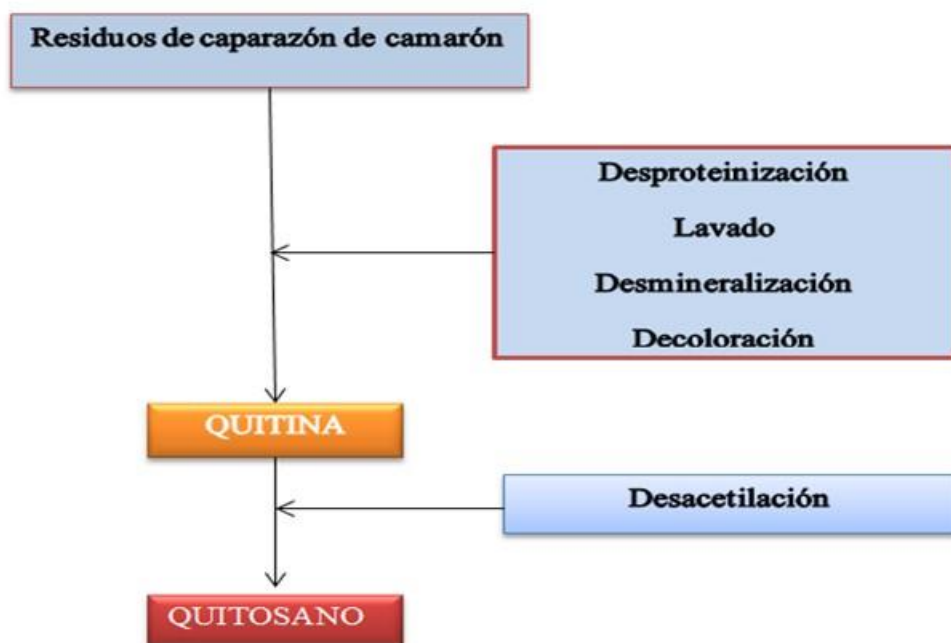 Residuos de caparazón de camarón
Desproteinización
Lavado
Desmineralización
Decoloración
QUITINA
Desacetilación
QUITOSANO